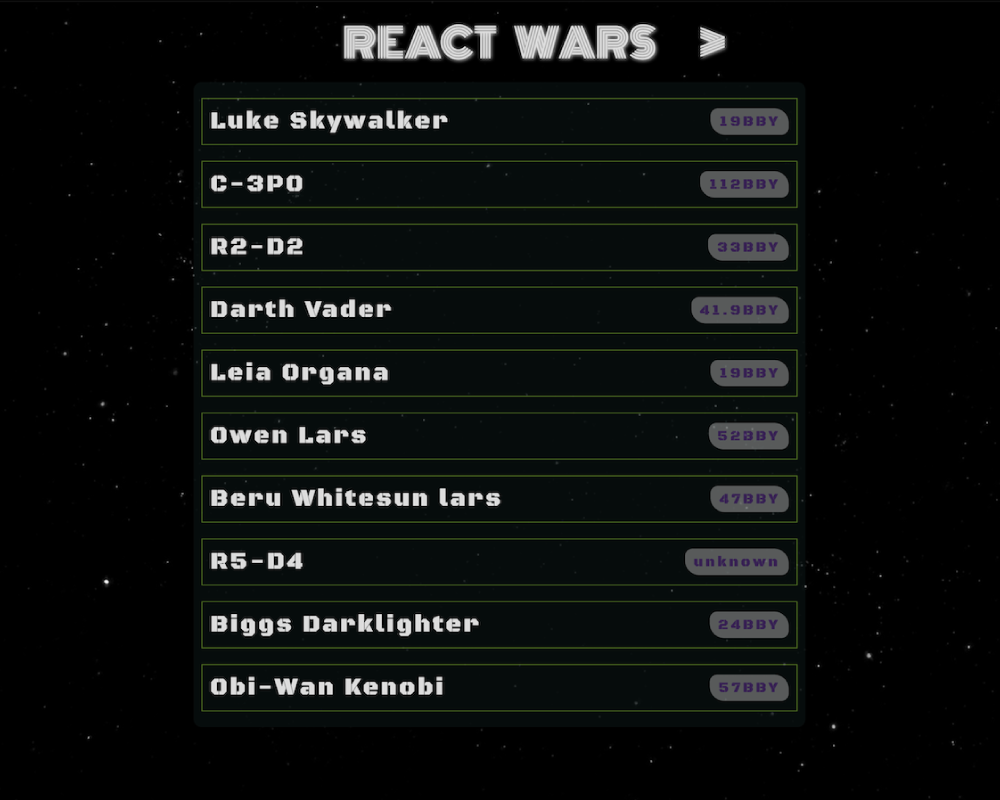 REACT WARS >
Luke Skywalker 19BBY
C-3PO 112BBY
R2-D2 33BBY
Darth Vader 41.9BBY
Leia Organa 19BBY
Owen Lars 52BBY
Beru Whitesun lars 47BBY
R5-D4 unknown
Biggs Darklighter 24BBY
Obi-Wan Kenobi 57BBY